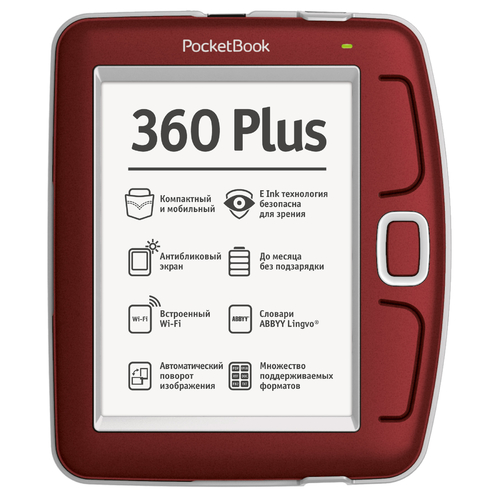 PocketBook
360 Plus
Компактный
и мобильный
E Ink технология
безопасна
для зрения
Антибликовый
экран
До месяца
без подзарядки
Wi-Fi
Встроенный
Wi-Fi
ABBYY
Словари
ABBYY Lingvo®
Автоматический
поворот
изображения
Множество
поддерживаемых
форматов